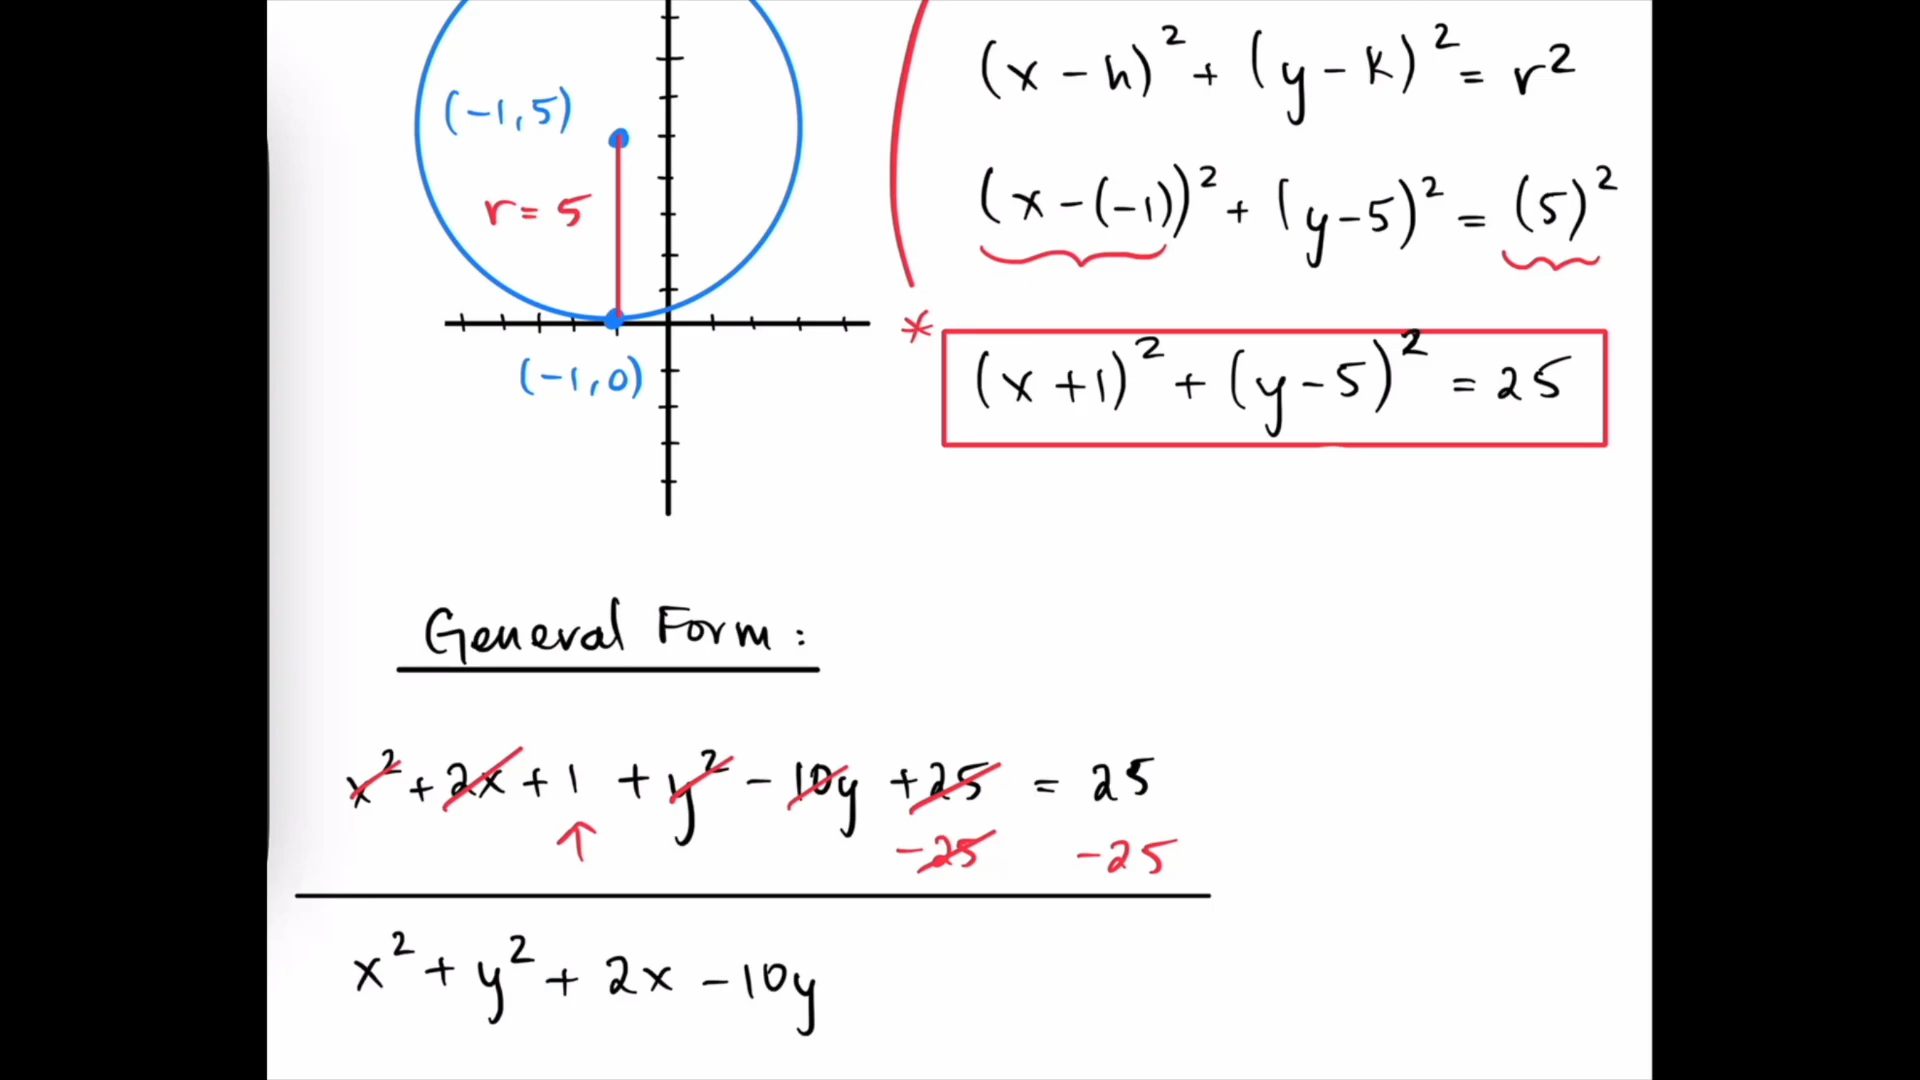 (-1,5)
r = 5
(-1,0)
(x - h)² + (y - k)² = r²
(x - (-1))² + (y - 5)² = (5)²
*
(x + 1)² + (y - 5)² = 25
General Form:
x² + 2x + 1 + y² - 10y + 25 = 25
↑ -25 -25
x² + y² + 2x - 10y